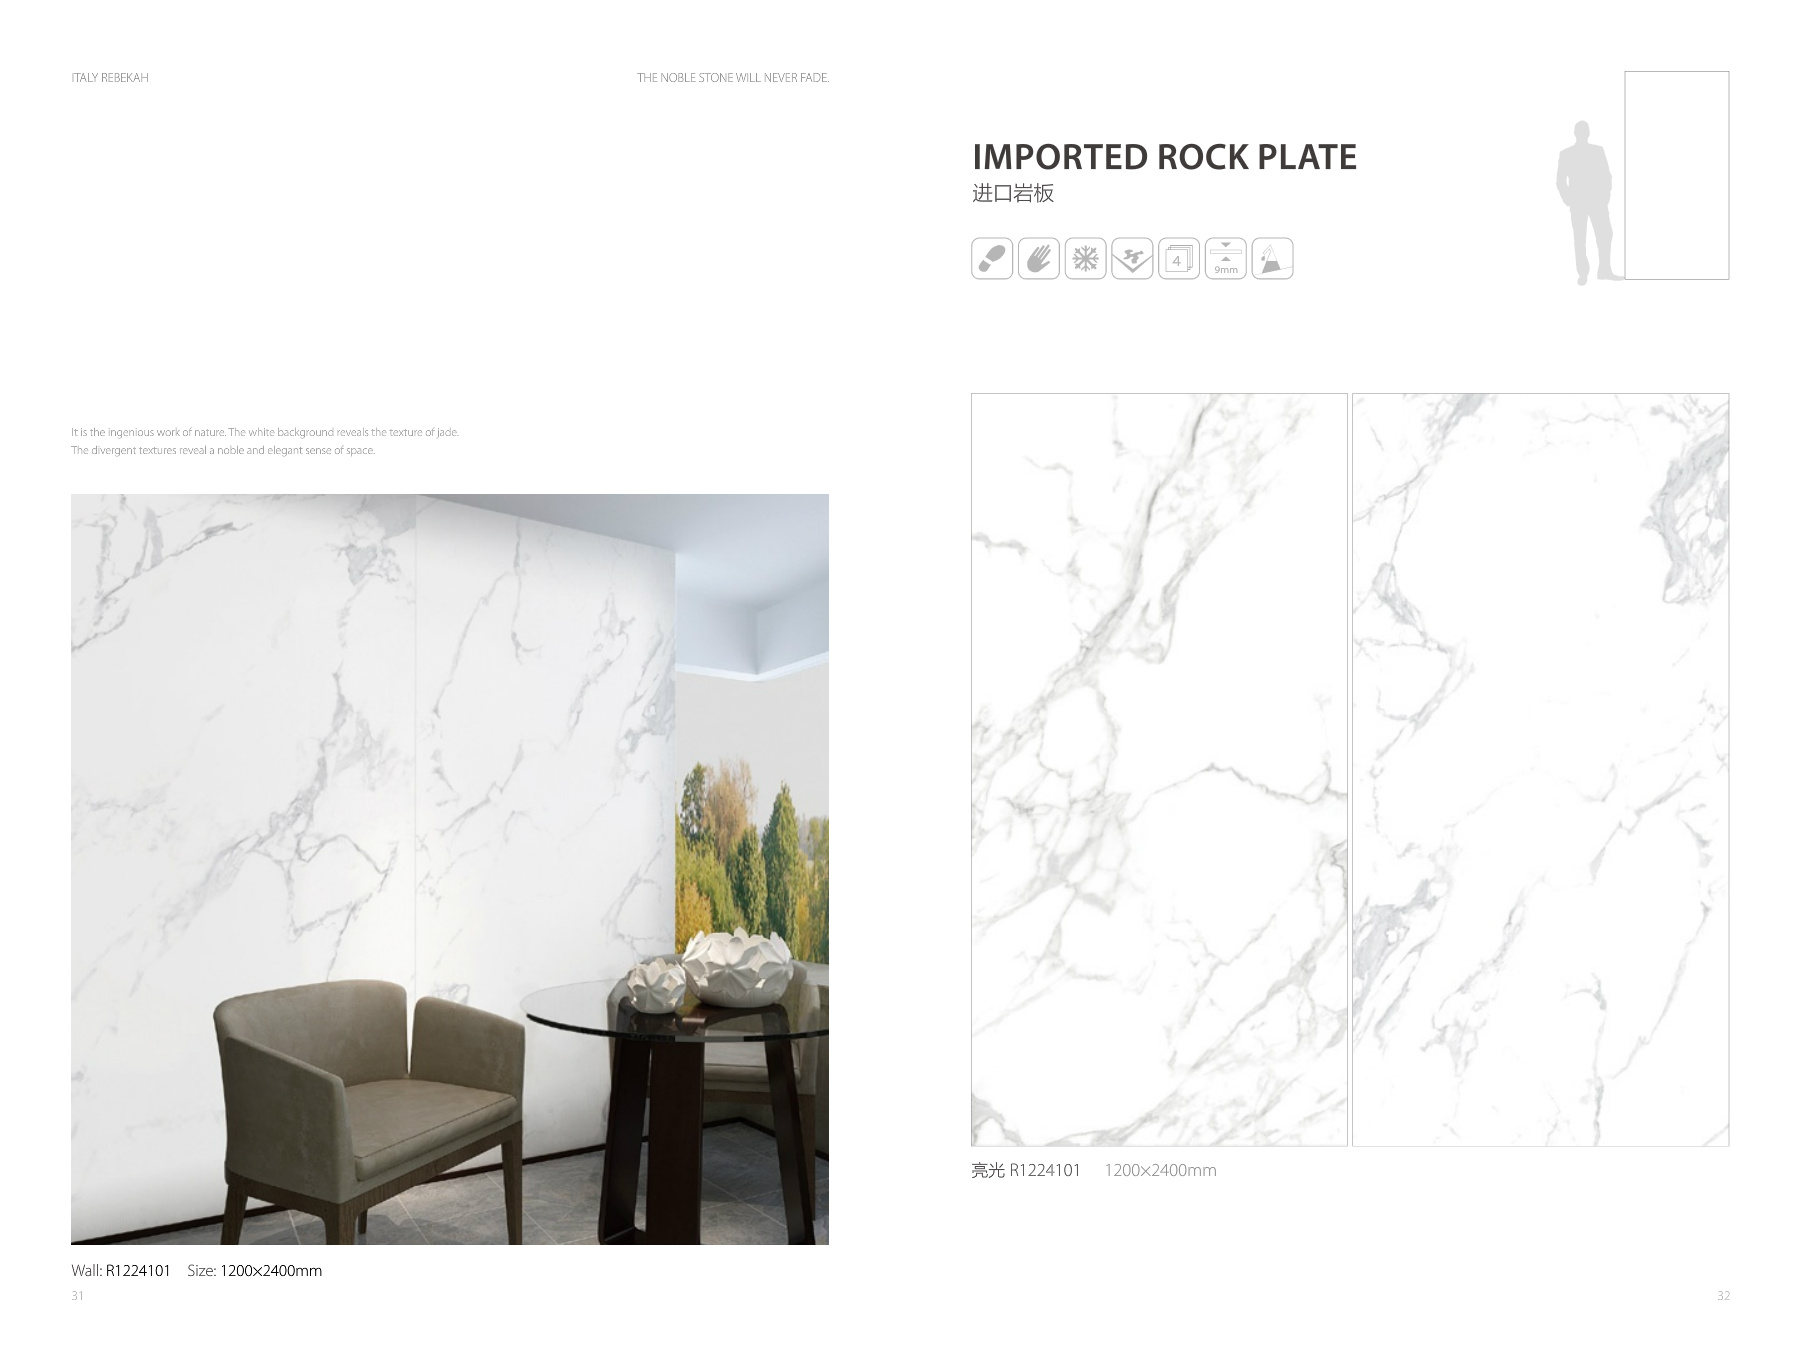 ITALY REBEKAH
THE NOBLE STONE WILL NEVER FADE.
It is the ingenious work of nature. The white background reveals the texture of jade.
The divergent textures reveal a noble and elegant sense of space.
Wall: R1224101 Size: 1200×2400mm
31
IMPORTED ROCK PLATE
进口岩板
4
9mm
亮光 R1224101 1200×2400mm
32